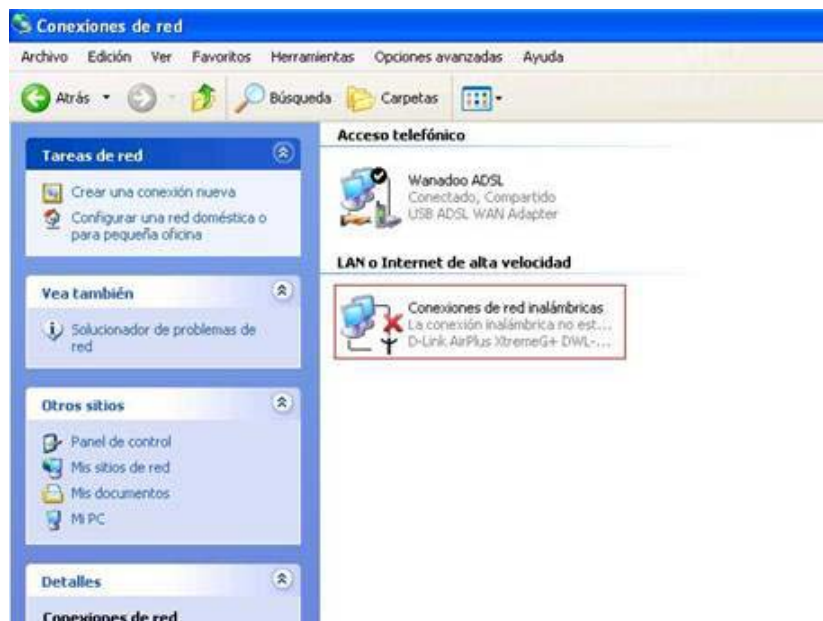 Conexiones de red
Archivo Edición Ver Favoritos Herramientas Opciones avanzadas Ayuda
Atrás Búsqueda Carpetas
Tareas de red
Crear una conexión nueva
Configurar una red doméstica o
para pequeña oficina
Vea también
Solucionador de problemas de
red
Otros sitios
Panel de control
Mis sitios de red
Mis documentos
Mi PC
Detalles
Conexiones de red
Acceso telefónico
Wanadoo ADSL
Conectado, Compartido
USB ADSL WAN Adapter
LAN o Internet de alta velocidad
Conexiones de red inalámbricas
La conexión inalámbrica no est...
D-Link AirPlus XtremeG+ DWL-...